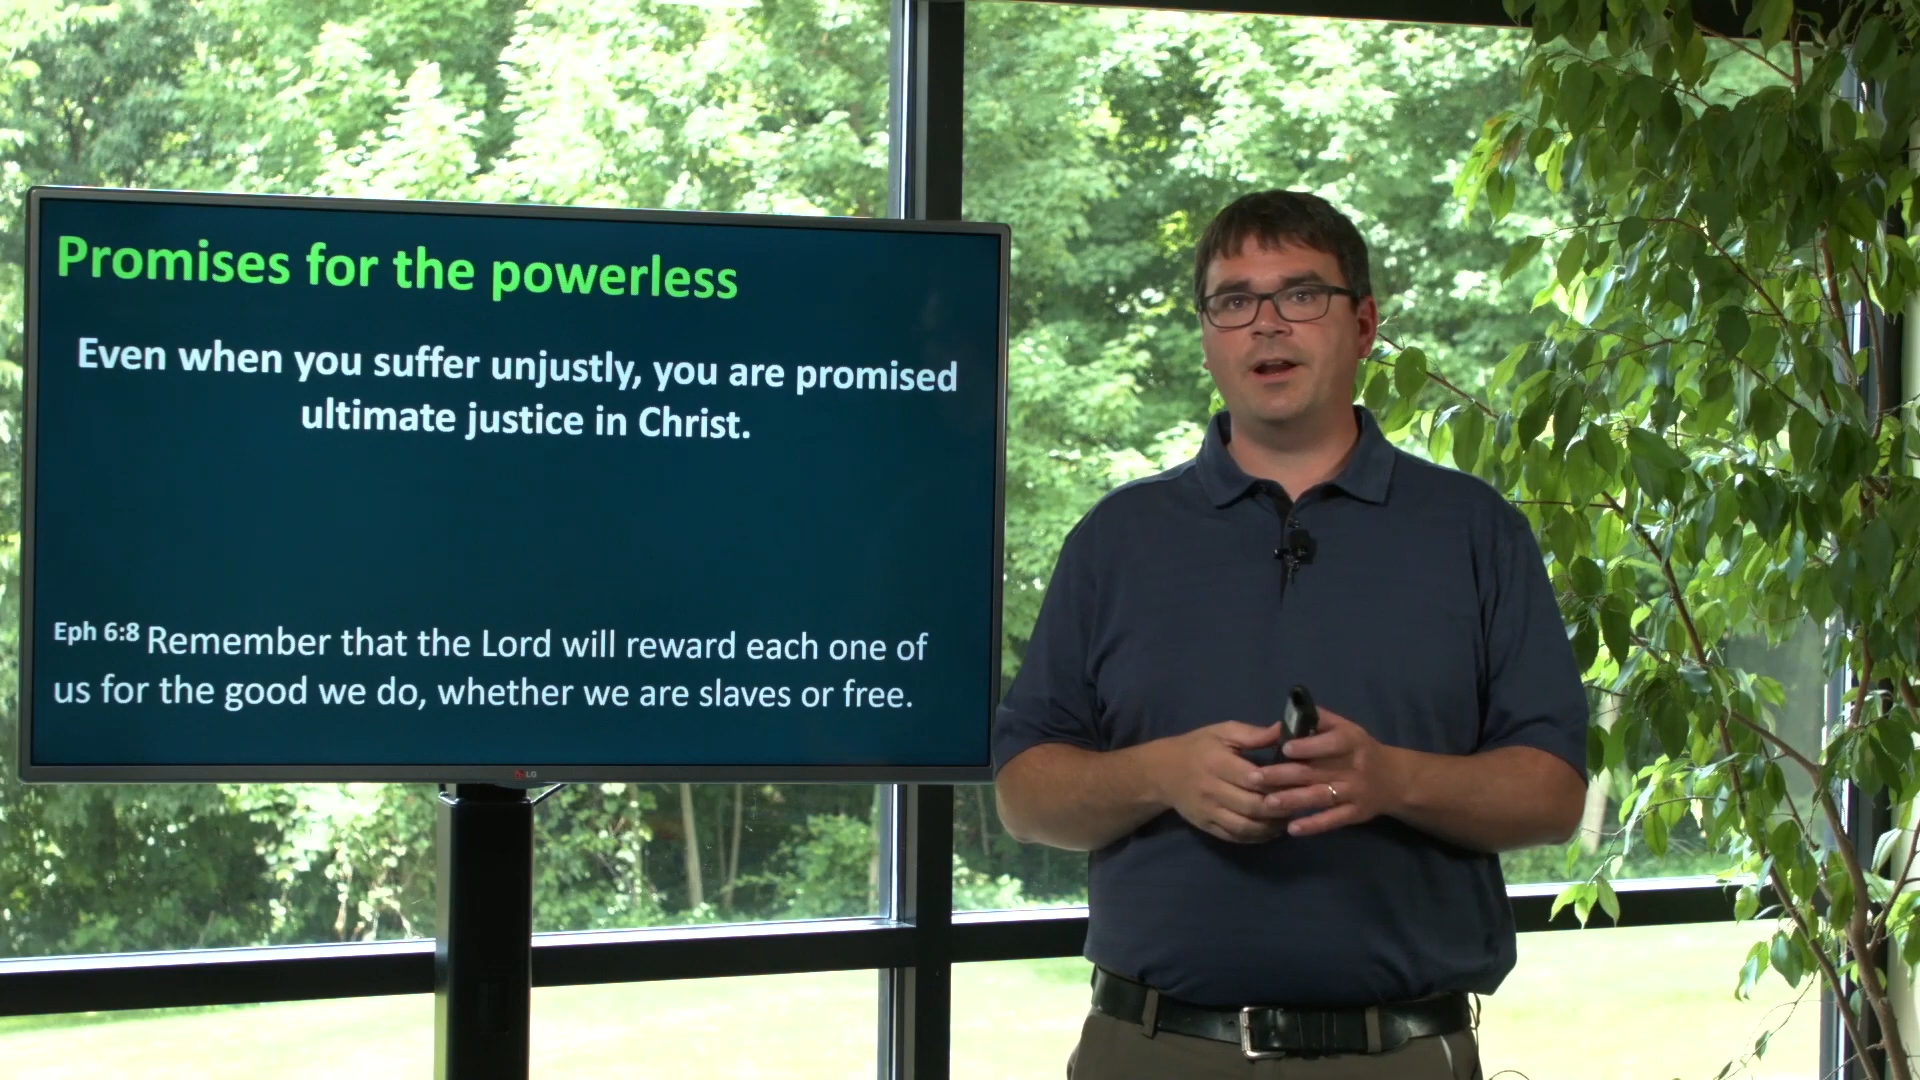 Promises for the powerless
Even when you suffer unjustly, you are promised
ultimate justice in Christ.
Eph 6:8 Remember that the Lord will reward each one of
us for the good we do, whether we are slaves or free.
LG